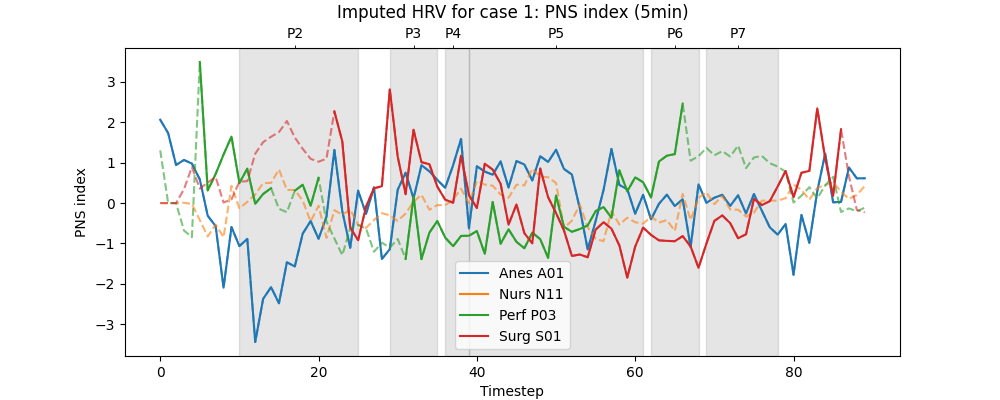 Imputed HRV for case 1: PNS index (5min)
P2 P3 P4 P5 P6 P7
PNS index
3
2
1
0
−1
−2
−3
Anes A01
Nurs N11
Perf P03
Surg S01
0 20 40 60 80
Timestep